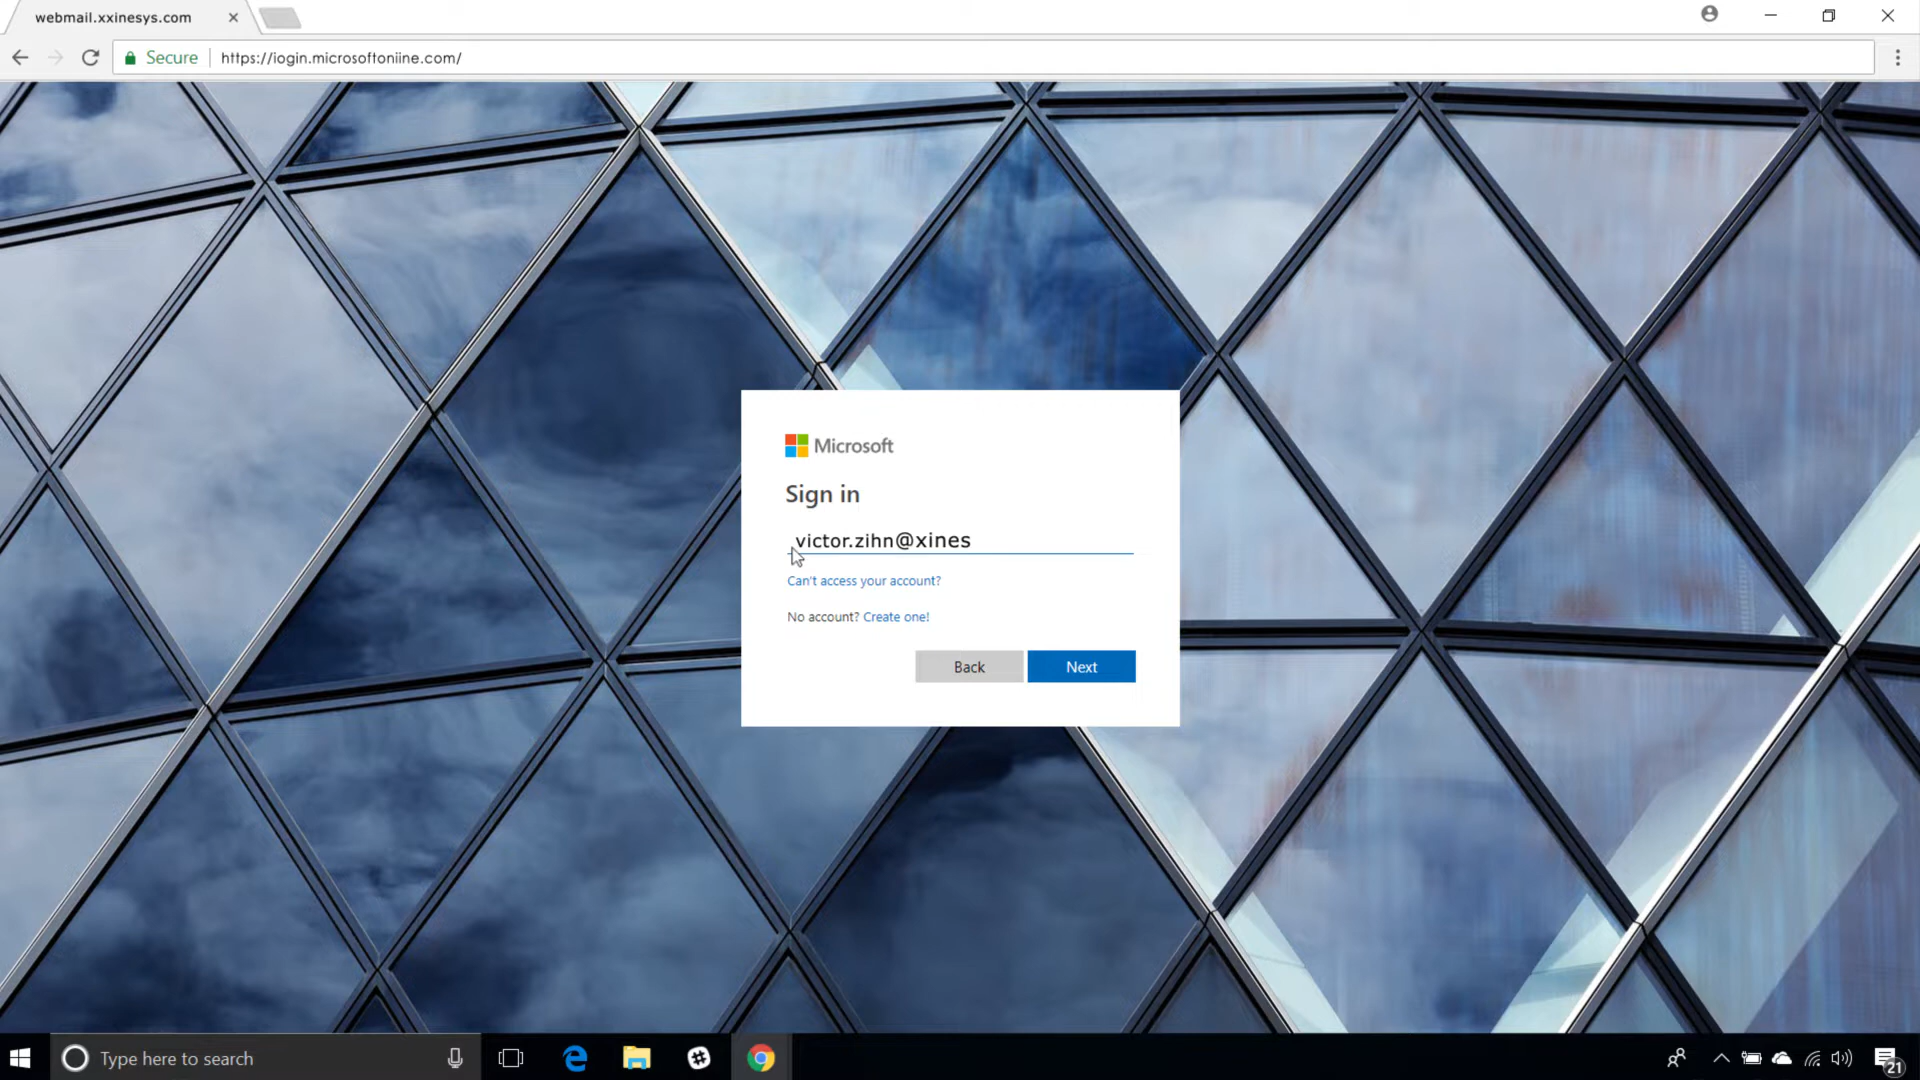 webmail.xxinesys.com
Secure
https://iogin.microsoftoniine.com/
Microsoft
Sign in
victor.zihn@xines
Can't access your account?
No account? Create one!
Back
Next
Type here to search
21